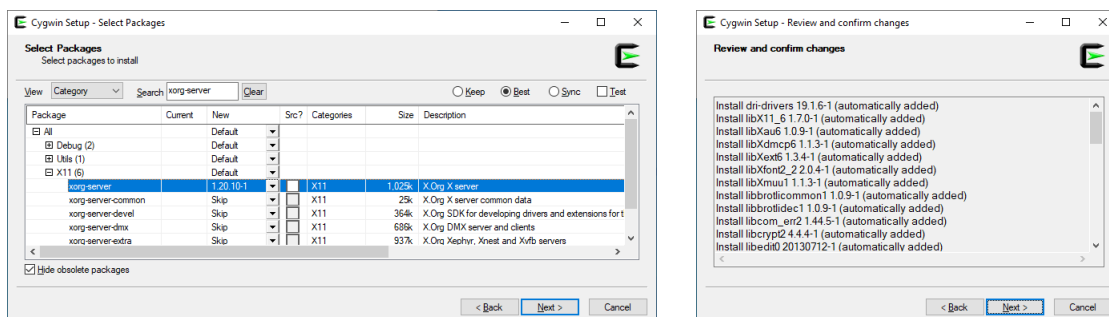 Cygwin Setup - Select Packages
Select Packages
Select packages to install
View Category Search xorg-server Clear Keep Best Sync Test
Package Current New Src? Categories Size Description
All Default
Debug (2) Default
Utils (1) Default
X11 (6) Default
xorg-server 1.20.10-1 X11 1,025k X.Org X server
xorg-server-common Skip X11 25k X.Org X server common data
xorg-server-devel Skip X11 364k X.Org SDK for developing drivers and extensions for t
xorg-server-dmx Skip X11 686k X.Org DMX server and clients
xorg-server-extra Skip X11 937k X.Org Xephyr, Xnest and Xvfb servers
Hide obsolete packages
< Back Next > Cancel
Cygwin Setup - Review and confirm changes
Review and confirm changes
Install dri-drivers 19.1.6-1 (automatically added)
Install libX11_6 1.7.0-1 (automatically added)
Install libXau6 1.0.9-1 (automatically added)
Install libXdmcp6 1.1.3-1 (automatically added)
Install libXext6 1.3.4-1 (automatically added)
Install libXfont2_2 2.0.4-1 (automatically added)
Install libXmuu1 1.1.3-1 (automatically added)
Install libbrotlicommon1 1.0.9-1 (automatically added)
Install libbrotlidec1 1.0.9-1 (automatically added)
Install libcom_err2 1.44.5-1 (automatically added)
Install libcrypt2 4.4.4-1 (automatically added)
Install libedit0 20130712-1 (automatically added)
< Back Next > Cancel